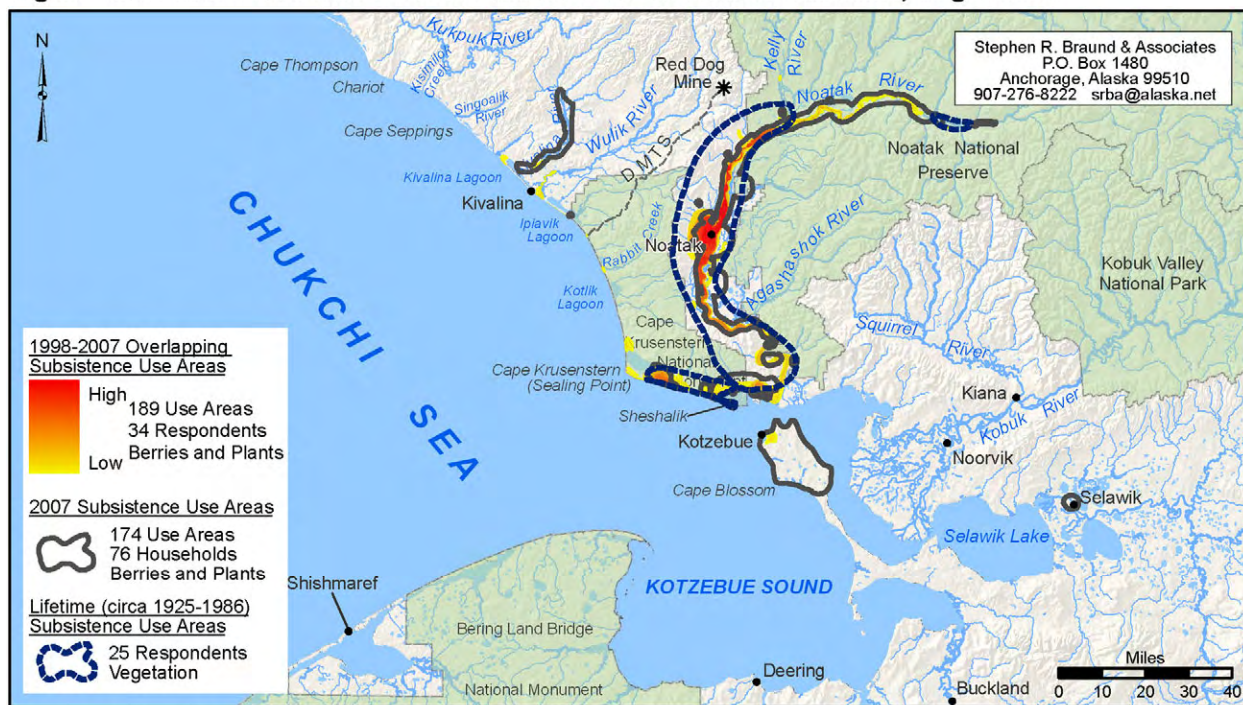 N
Kukpuk River
Cape Thompson
Chariot
Kisimilok
Creek
Singoalik
River
Cape Seppings
Wulik River
Kivalina Lagoon
Kivalina
Iplavik
Lagoon
Rabbit Creek
Kotlik
Lagoon
D M T S
Red Dog
Mine
Kelly
River
Noatak River
Stephen R. Braund & Associates
P.O. Box 1480
Anchorage, Alaska 99510
907-276-8222 srba@alaska.net
Noatak National
Preserve
Noatak
Agashashok River
Kobuk Valley
National Park
Squirrel
River
Cape
Krusenstern
National
Cape Krusenstern
(Sealing Point)
Sheshalik
Kiana
Kobuk River
Kotzebue
Noorvik
Cape Blossom
Selawik
Selawik Lake
CHUKCHI
SEA
KOTZEBUE SOUND
Shishmaref
Bering Land Bridge
National Monument
Deering
Buckland
1998-2007 Overlapping
Subsistence Use Areas
High
189 Use Areas
34 Respondents
Berries and Plants
Low
2007 Subsistence Use Areas
174 Use Areas
76 Households
Berries and Plants
Lifetime (circa 1925-1986)
Subsistence Use Areas
25 Respondents
Vegetation
Miles
0 10 20 30 40